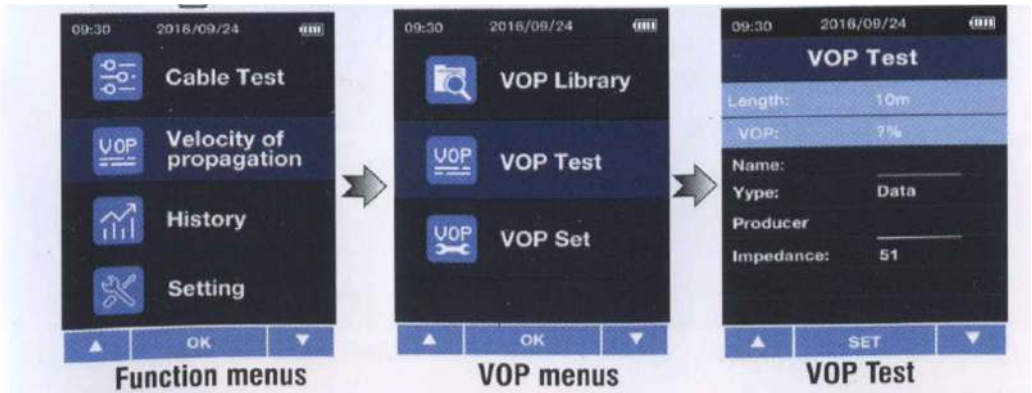 09:30 2016/09/24
Cable Test
VOP
Velocity of
propagation
History
Setting
OK
Function menus
09:30 2016/09/24
VOP Library
VOP
VOP Test
VOP
VOP Set
OK
VOP menus
09:30 2016/09/24
VOP Test
Length: 10m
VOP: ?%
Name:
Yype: Data
Producer
Impedance: 51
SET
VOP Test